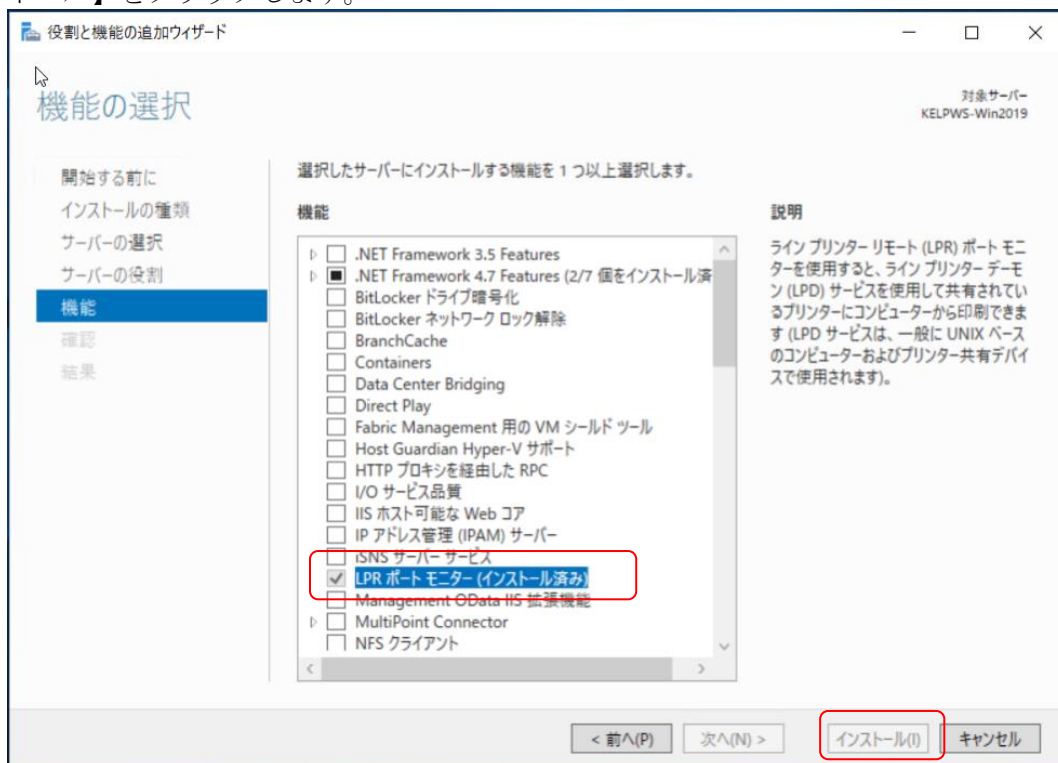 役割と機能の追加ウィザード
機能の選択
対象サーバー
KELPWS-Win2019
開始する前に
インストールの種類
サーバーの選択
サーバーの役割
機能
確認
結果
選択したサーバーにインストールする機能を 1 つ以上選択します。
機能
.NET Framework 3.5 Features
.NET Framework 4.7 Features (2/7 個をインストール済
BitLocker ドライブ暗号化
BitLocker ネットワーク ロック解除
BranchCache
Containers
Data Center Bridging
Direct Play
Fabric Management 用の VM シールド ツール
Host Guardian Hyper-V サポート
HTTP プロキシを経由した RPC
I/O サービス品質
IIS ホスト可能な Web コア
IP アドレス管理 (IPAM) サーバー
iSNS サーバー サービス
LPR ポート モニター (インストール済み)
Management OData IIS 拡張機能
MultiPoint Connector
NFS クライアント
説明
ライン プリンター リモート (LPR) ポート モニ
ターを使用すると、ライン プリンター デーモ
ン (LPD) サービスを使用して共有されてい
るプリンターにコンピューターから印刷できま
す (LPD サービスは、一般に UNIX ベース
のコンピューターおよびプリンター共有デバイ
スで使用されます)。
< 前へ(P)
次へ(N) >
インストール(I)
キャンセル